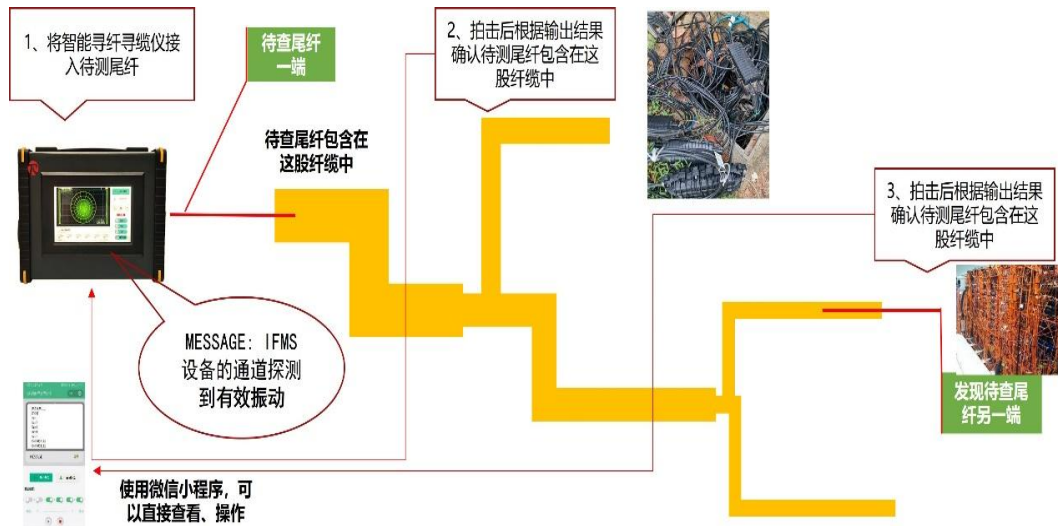 1、将智能寻纤寻缆仪接
入待测尾纤
待查尾纤
一端
2、拍击后根据输出结果
确认待测尾纤包含在这
股纤缆中
待查尾纤包含在
这股纤缆中
3、拍击后根据输出结果
确认待测尾纤包含在这
股纤缆中
MESSAGE: IFMS
设备的通道探测
到有效振动
发现待查尾
纤另一端
使用微信小程序，可
以直接查看、操作